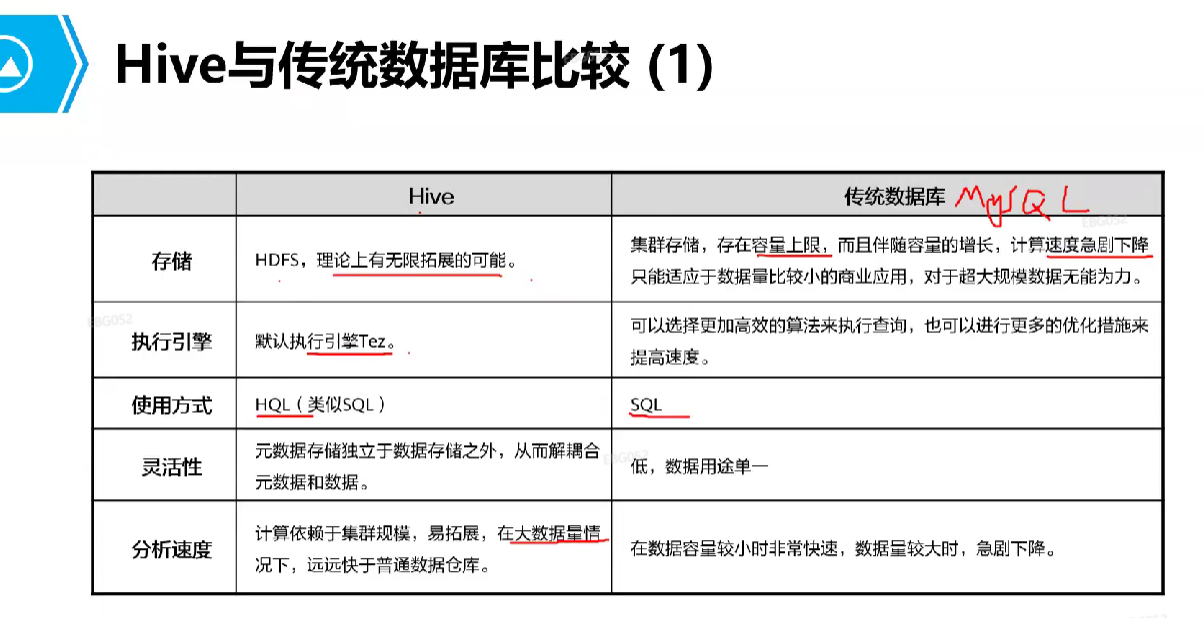 Hive与传统数据库比较 (1)
Hive
传统数据库 MySQL
存储
HDFS，理论上有无限拓展的可能。
集群存储，存在容量上限，而且伴随容量的增长，计算速度急剧下降
只能适应于数据量比较小的商业应用，对于超大规模数据无能为力。
执行引擎
默认执行引擎Tez。
可以选择更加高效的算法来执行查询，也可以进行更多的优化措施来
提高速度。
使用方式
HQL（类似SQL）
SQL
灵活性
元数据存储独立于数据存储之外，从而解耦合
元数据和数据。
低，数据用途单一
分析速度
计算依赖于集群规模，易拓展，在大数据量情
况下，远远快于普通数据仓库。
在数据容量较小时非常快速，数据量较大时，急剧下降。
EBG052
EBG052
EBG052